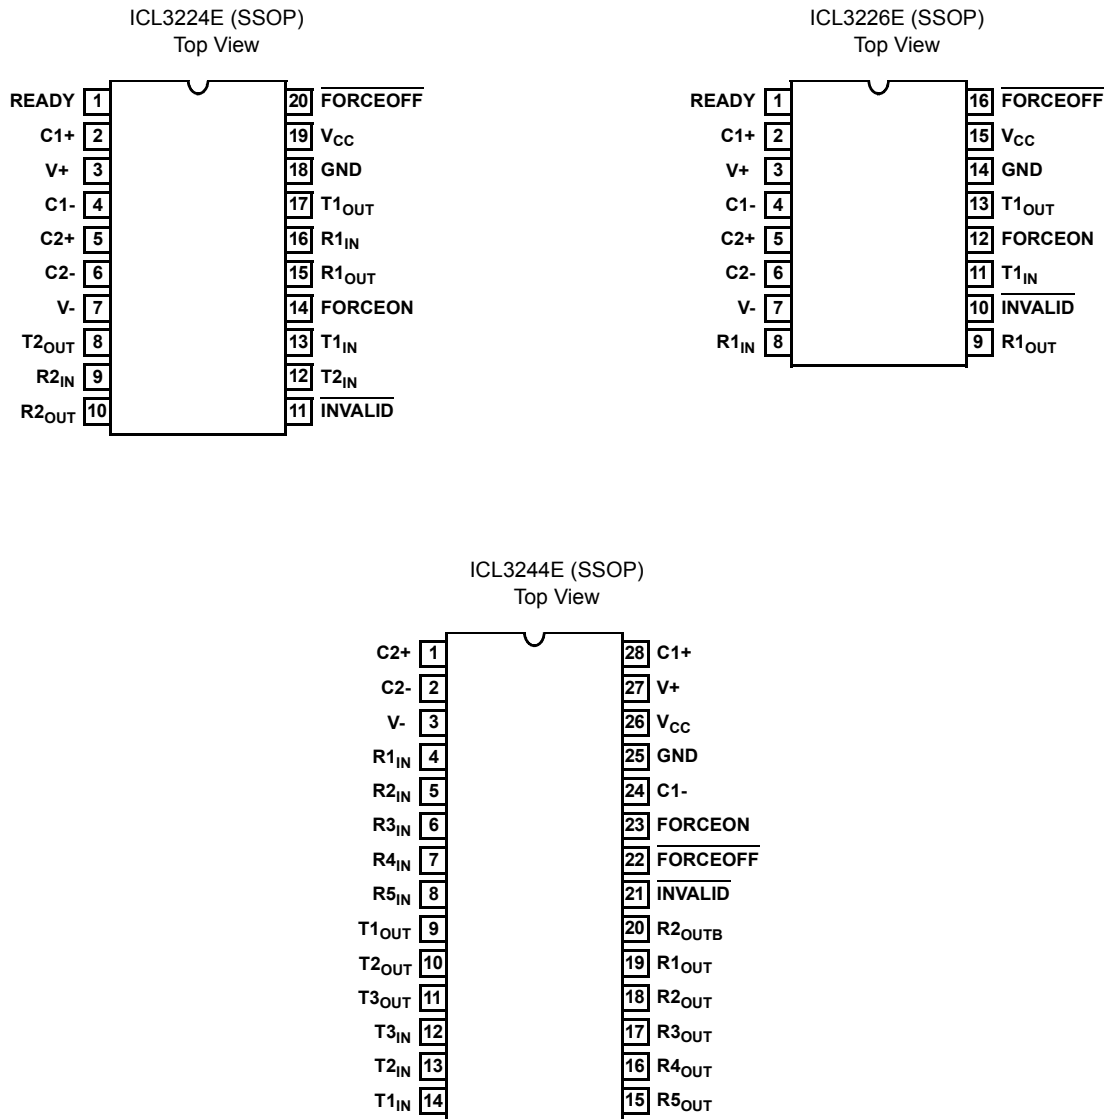 ICL3224E (SSOP)
Top View
READY 1 20 FORCEOFF
C1+ 2 19 VCC
V+ 3 18 GND
C1- 4 17 T1OUT
C2+ 5 16 R1IN
C2- 6 15 R1OUT
V- 7 14 FORCEON
T2OUT 8 13 T1IN
R2IN 9 12 T2IN
R2OUT 10 11 INVALID
ICL3226E (SSOP)
Top View
READY 1 16 FORCEOFF
C1+ 2 15 VCC
V+ 3 14 GND
C1- 4 13 T1OUT
C2+ 5 12 FORCEON
C2- 6 11 T1IN
V- 7 10 INVALID
R1IN 8 9 R1OUT
ICL3244E (SSOP)
Top View
C2+ 1 28 C1+
C2- 2 27 V+
V- 3 26 VCC
R1IN 4 25 GND
R2IN 5 24 C1-
R3IN 6 23 FORCEON
R4IN 7 22 FORCEOFF
R5IN 8 21 INVALID
T1OUT 9 20 R2OUTB
T2OUT 10 19 R1OUT
T3OUT 11 18 R2OUT
T3IN 12 17 R3OUT
T2IN 13 16 R4OUT
T1IN 14 15 R5OUT